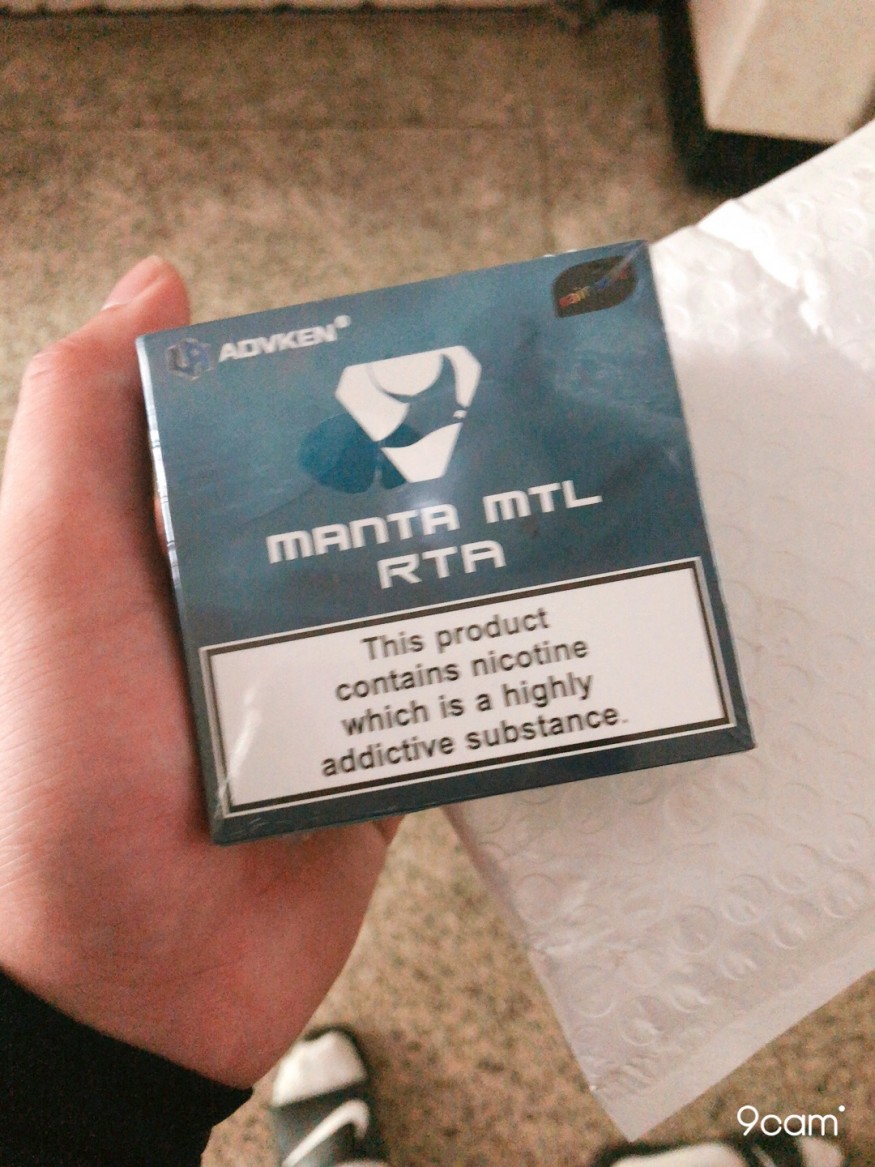 ADVKEN®
MANTA MTL
RTA
This product
contains nicotine
which is a highly
addictive substance.
9cam